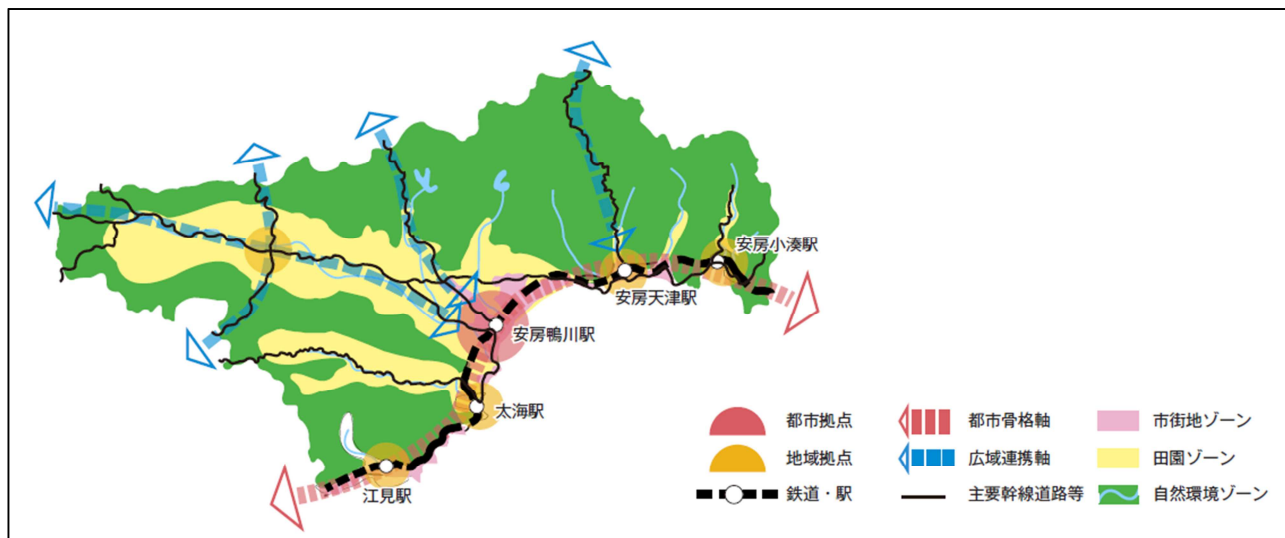 安房小湊駅
安房天津駅
安房鴨川駅
太海駅
江見駅
都市拠点
都市骨格軸
市街地ゾーン
地域拠点
広域連携軸
田園ゾーン
鉄道・駅
主要幹線道路等
自然環境ゾーン